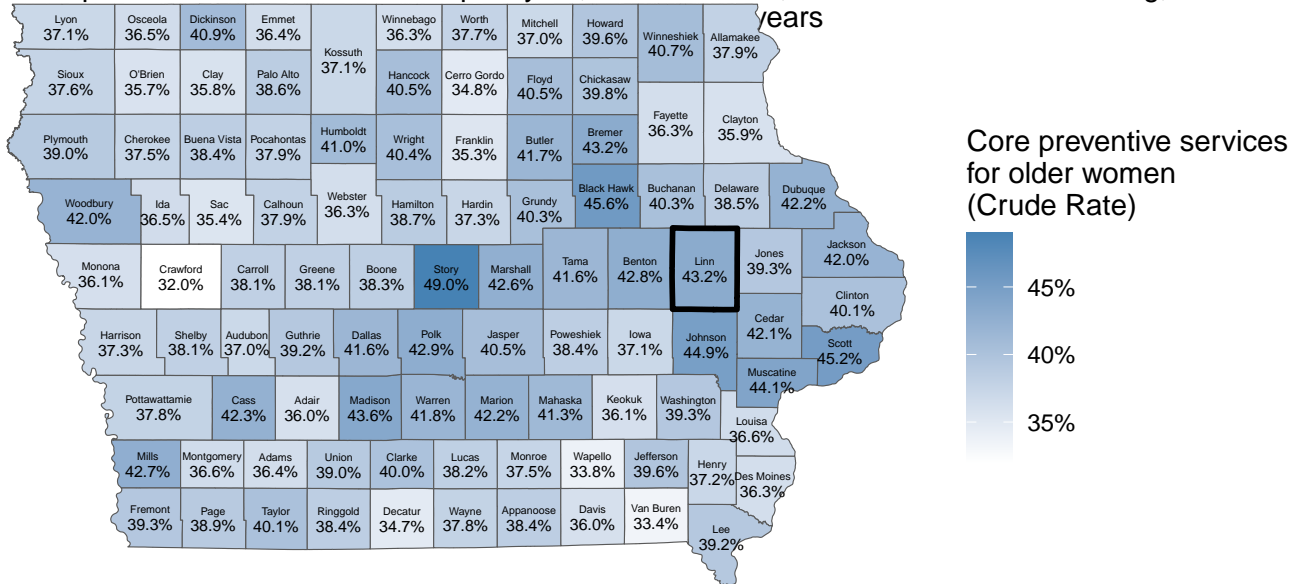 years
Lyon
37.1%
Osceola
36.5%
Dickinson
40.9%
Emmet
36.4%
Kossuth
37.1%
Winnebago
36.3%
Worth
37.7%
Mitchell
37.0%
Howard
39.6%
Winneshiek
40.7%
Allamakee
37.9%
Sioux
37.6%
O'Brien
35.7%
Clay
35.8%
Palo Alto
38.6%
Hancock
40.5%
Cerro Gordo
34.8%
Floyd
40.5%
Chickasaw
39.8%
Fayette
36.3%
Clayton
35.9%
Plymouth
39.0%
Cherokee
37.5%
Buena Vista
38.4%
Pocahontas
37.9%
Humboldt
41.0%
Wright
40.4%
Franklin
35.3%
Butler
41.7%
Bremer
43.2%
Woodbury
42.0%
Ida
36.5%
Sac
35.4%
Calhoun
37.9%
Webster
36.3%
Hamilton
38.7%
Hardin
37.3%
Grundy
40.3%
Black Hawk
45.6%
Buchanan
40.3%
Delaware
38.5%
Dubuque
42.2%
Monona
36.1%
Crawford
32.0%
Carroll
38.1%
Greene
38.1%
Boone
38.3%
Story
49.0%
Marshall
42.6%
Tama
41.6%
Benton
42.8%
Linn
43.2%
Jones
39.3%
Jackson
42.0%
Clinton
40.1%
Harrison
37.3%
Shelby
38.1%
Audubon
37.0%
Guthrie
39.2%
Dallas
41.6%
Polk
42.9%
Jasper
40.5%
Poweshiek
38.4%
Iowa
37.1%
Johnson
44.9%
Cedar
42.1%
Scott
45.2%
Muscatine
44.1%
Pottawattamie
37.8%
Cass
42.3%
Adair
36.0%
Madison
43.6%
Warren
41.8%
Marion
42.2%
Mahaska
41.3%
Keokuk
36.1%
Washington
39.3%
Louisa
36.6%
Mills
42.7%
Montgomery
36.6%
Adams
36.4%
Union
39.0%
Clarke
40.0%
Lucas
38.2%
Monroe
37.5%
Wapello
33.8%
Jefferson
39.6%
Henry
37.2%
Des Moines
36.3%
Fremont
39.3%
Page
38.9%
Taylor
40.1%
Ringgold
38.4%
Decatur
34.7%
Wayne
37.8%
Appanoose
38.4%
Davis
36.0%
Van Buren
33.4%
Lee
39.2%
Core preventive services
for older women
(Crude Rate)
45%
40%
35%